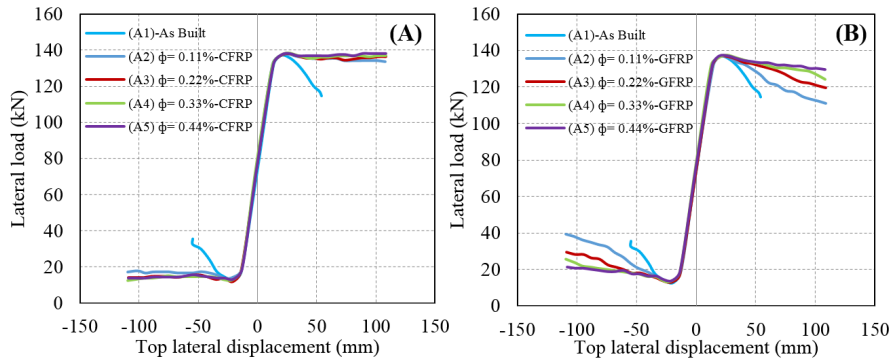 (A)
(A1)-As Built
(A2) ϕ= 0.11%-CFRP
(A3) ϕ= 0.22%-CFRP
(A4) ϕ= 0.33%-CFRP
(A5) ϕ= 0.44%-CFRP
Lateral load (kN)
160
140
120
100
80
60
40
20
0
-150 -100 -50 0 50 100 150
Top lateral displacement (mm)
(B)
(A1)-As Built
(A2) ϕ= 0.11%-GFRP
(A3) ϕ= 0.22%-GFRP
(A4) ϕ= 0.33%-GFRP
(A5) ϕ= 0.44%-GFRP
Lateral load (kN)
160
140
120
100
80
60
40
20
0
-150 -100 -50 0 50 100 150
Top lateral displacement (mm)